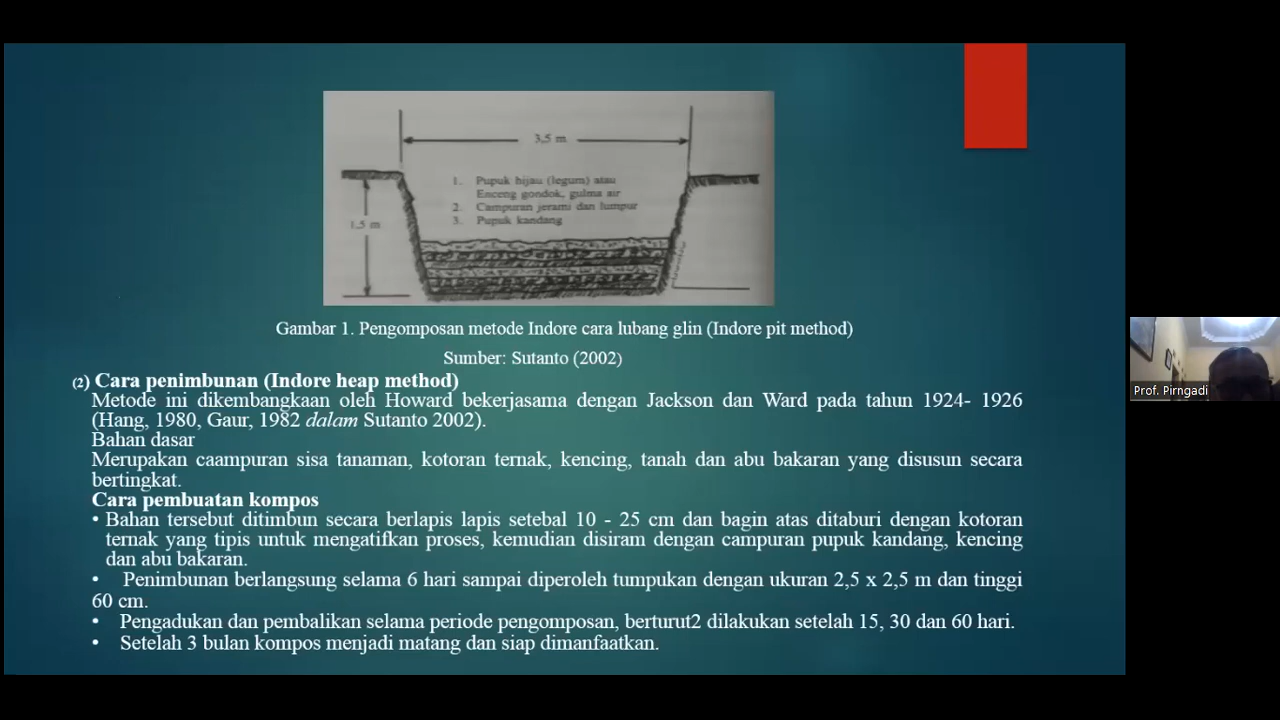 3,5 m
1. Pupuk hijau (legum) atau
Enceng gondok, gulma air
2. Campuran jerami dan lumpur
3. Pupuk kandang
1,5 m
Gambar 1. Pengomposan metode Indore cara lubang glin (Indore pit method)
Sumber: Sutanto (2002)
(2) Cara penimbunan (Indore heap method)
Metode ini dikembangkaan oleh Howard bekerjasama dengan Jackson dan Ward pada tahun 1924- 1926
(Hang, 1980, Gaur, 1982 dalam Sutanto 2002).
Bahan dasar
Merupakan caampuran sisa tanaman, kotoran ternak, kencing, tanah dan abu bakaran yang disusun secara
bertingkat.
Cara pembuatan kompos
• Bahan tersebut ditimbun secara berlapis lapis setebal 10 - 25 cm dan bagin atas ditaburi dengan kotoran
ternak yang tipis untuk mengatifkan proses, kemudian disiram dengan campuran pupuk kandang, kencing
dan abu bakaran.
• Penimbunan berlangsung selama 6 hari sampai diperoleh tumpukan dengan ukuran 2,5 x 2,5 m dan tinggi
60 cm.
• Pengadukan dan pembalikan selama periode pengomposan, berturut2 dilakukan setelah 15, 30 dan 60 hari.
• Setelah 3 bulan kompos menjadi matang dan siap dimanfaatkan.
Prof. Pirngadi